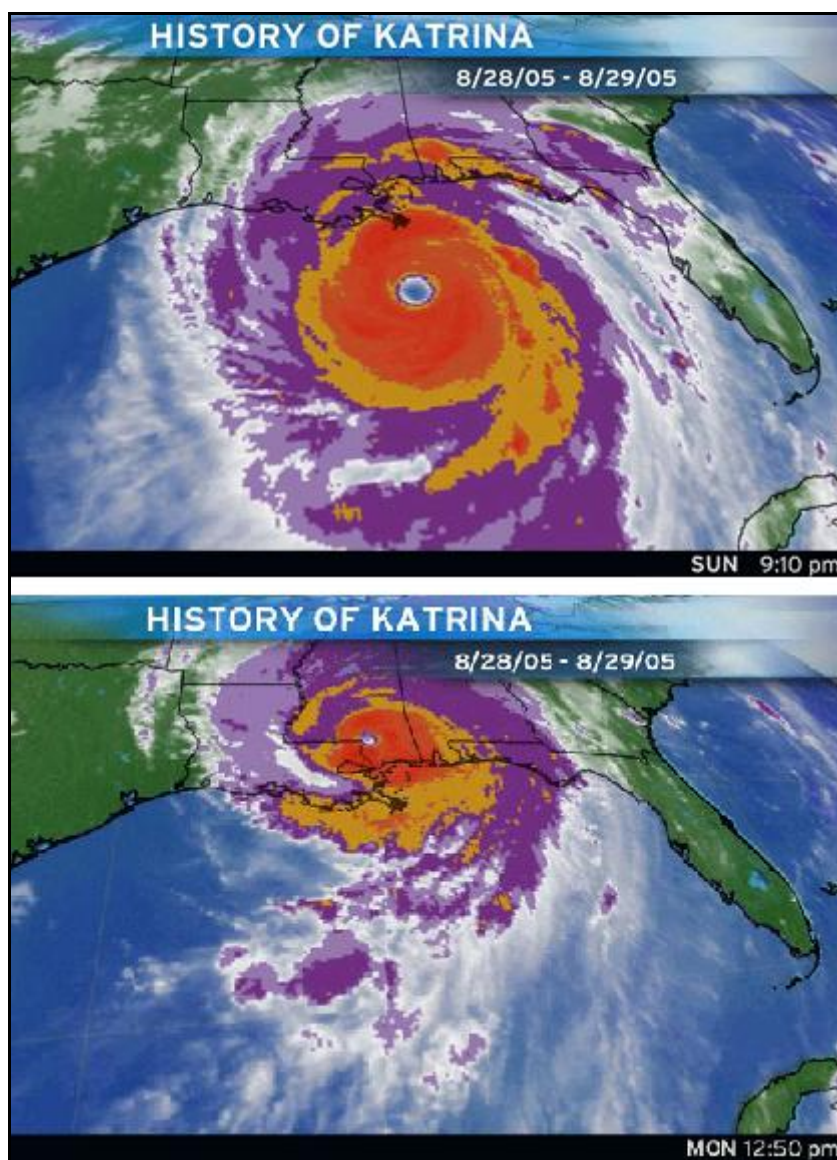 HISTORY OF KATRINA
8/28/05 - 8/29/05
SUN 9:10 pm
HISTORY OF KATRINA
8/28/05 - 8/29/05
MON 12:50 pm